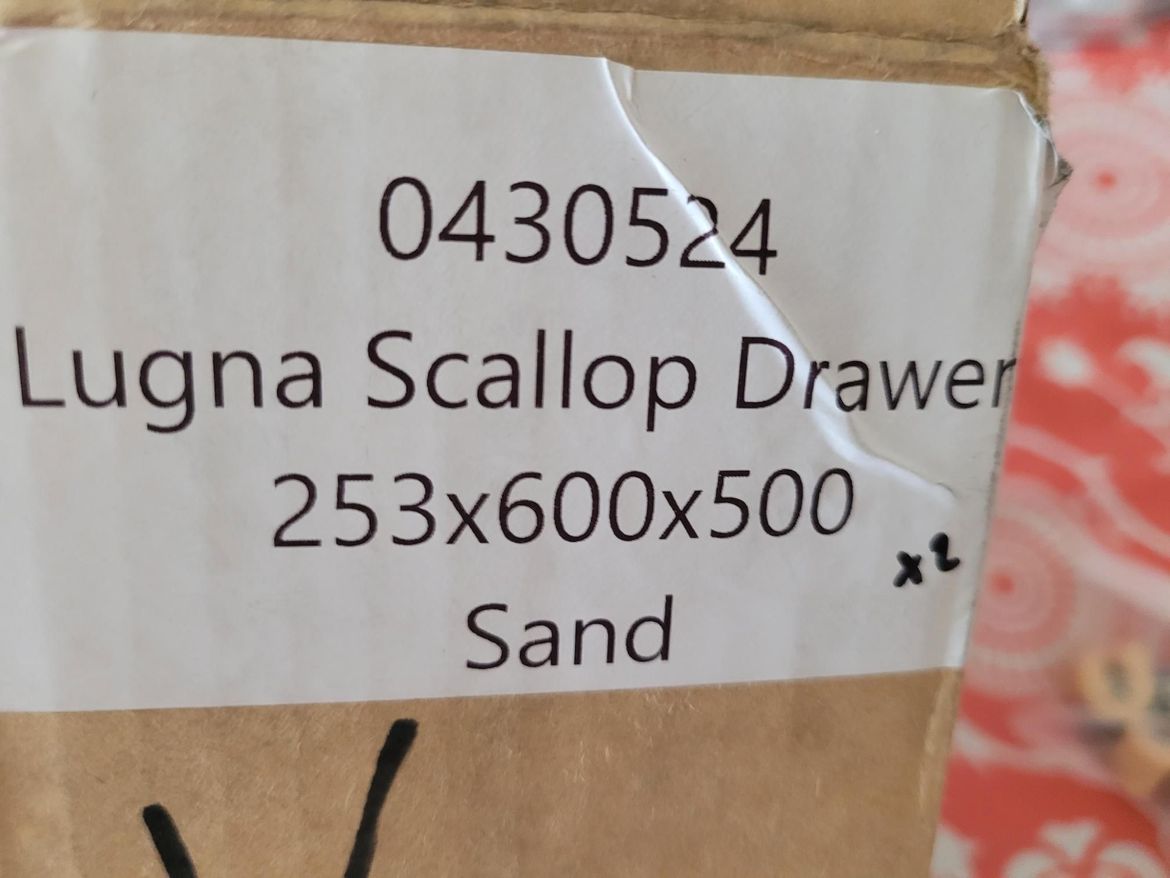 0430524
Lugna Scallop Drawer
253x600x500
x2
Sand